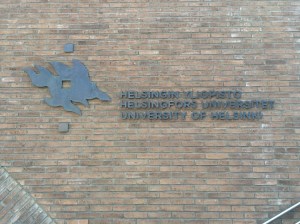 HELSINGIN YLIOPISTO
HELSINGFORS UNIVERSITET
UNIVERSITY OF HELSINKI